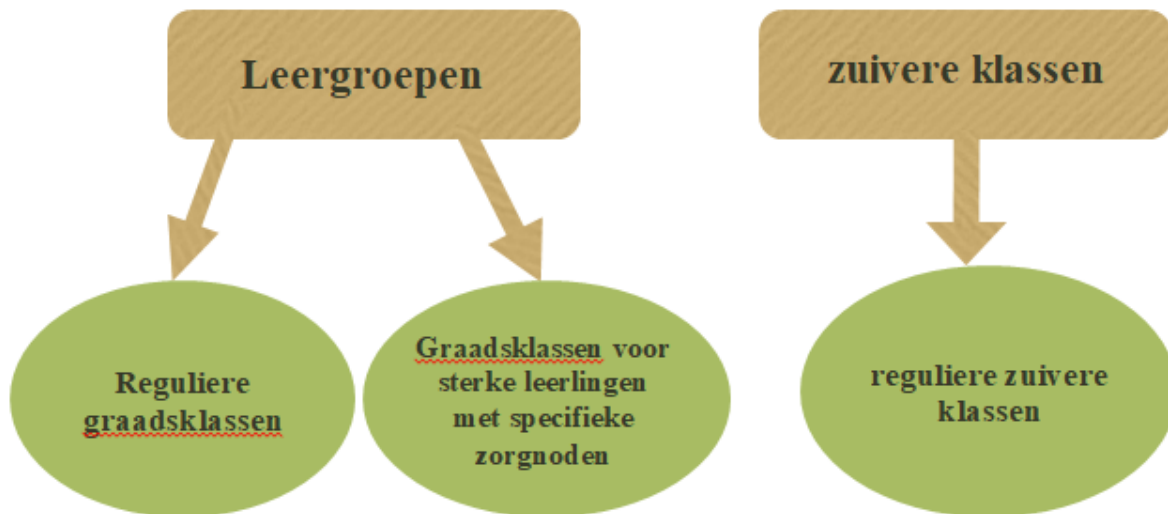 Leergroepen
zuivere klassen
Reguliere
graadsklassen
Graadsklassen voor
sterke leerlingen
met specifieke
zorgnoden
reguliere zuivere
klassen